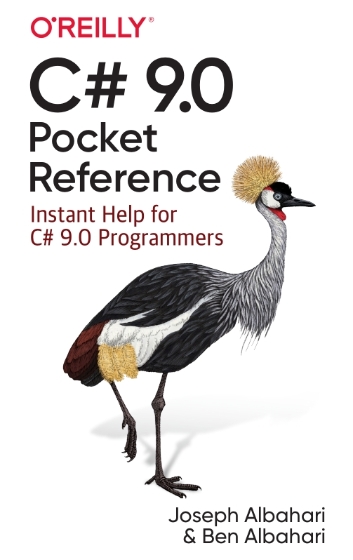 O'REILLY®
C# 9.0
Pocket
Reference
Instant Help for
C# 9.0 Programmers
Joseph Albahari
& Ben Albahari